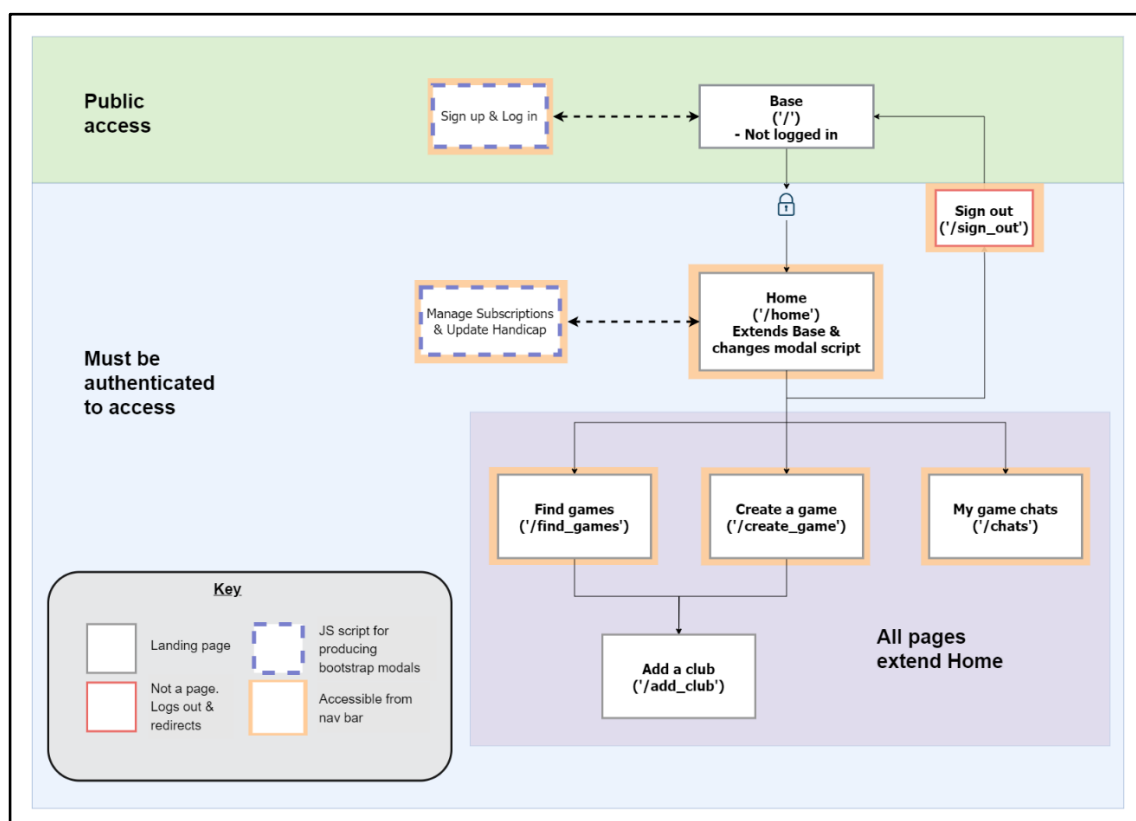 Public
access
Sign up & Log in
Base
('/')
- Not logged in
Sign out
('/sign_out')
Must be
authenticated
to access
Manage Subscriptions
& Update Handicap
Home
('/home')
Extends Base &
changes modal script
Find games
('/find_games')
Create a game
('/create_game')
My game chats
('/chats')
Add a club
('/add_club')
All pages
extend Home
Key
Landing page
JS script for
producing
bootstrap modals
Not a page.
Logs out &
redirects
Accessible from
nav bar